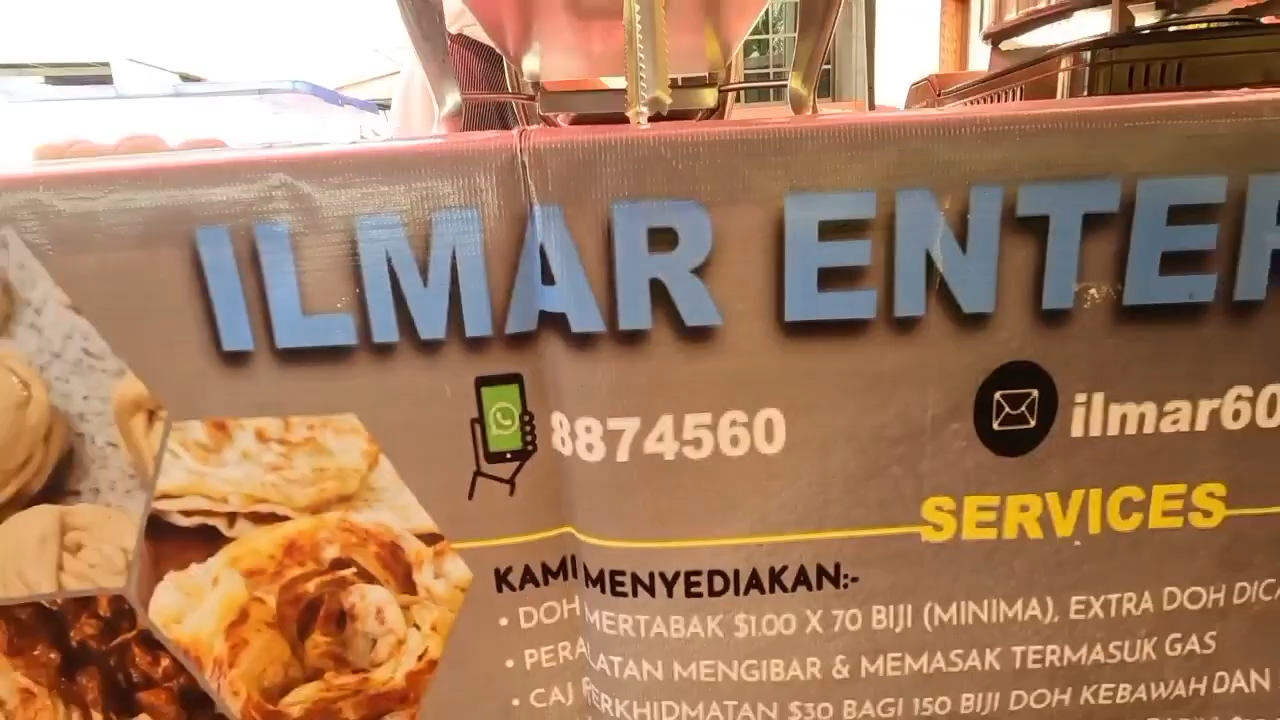 ILMAR ENTER
8874560
ilmar60
SERVICES
KAMI MENYEDIAKAN:-
• DOH MERTABAK $1.00 X 70 BIJI (MINIMA), EXTRA DOH DICA
• PERALATAN MENGIBAR & MEMASAK TERMASUK GAS
• CAJ PERKHIDMATAN $30 BAGI 150 BIJI DOH KEBAWAH DAN